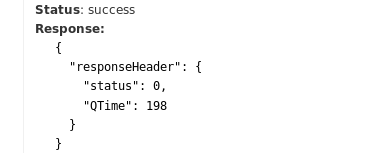 Status: success
Response:
{
"responseHeader": {
"status": 0,
"QTime": 198
}
}